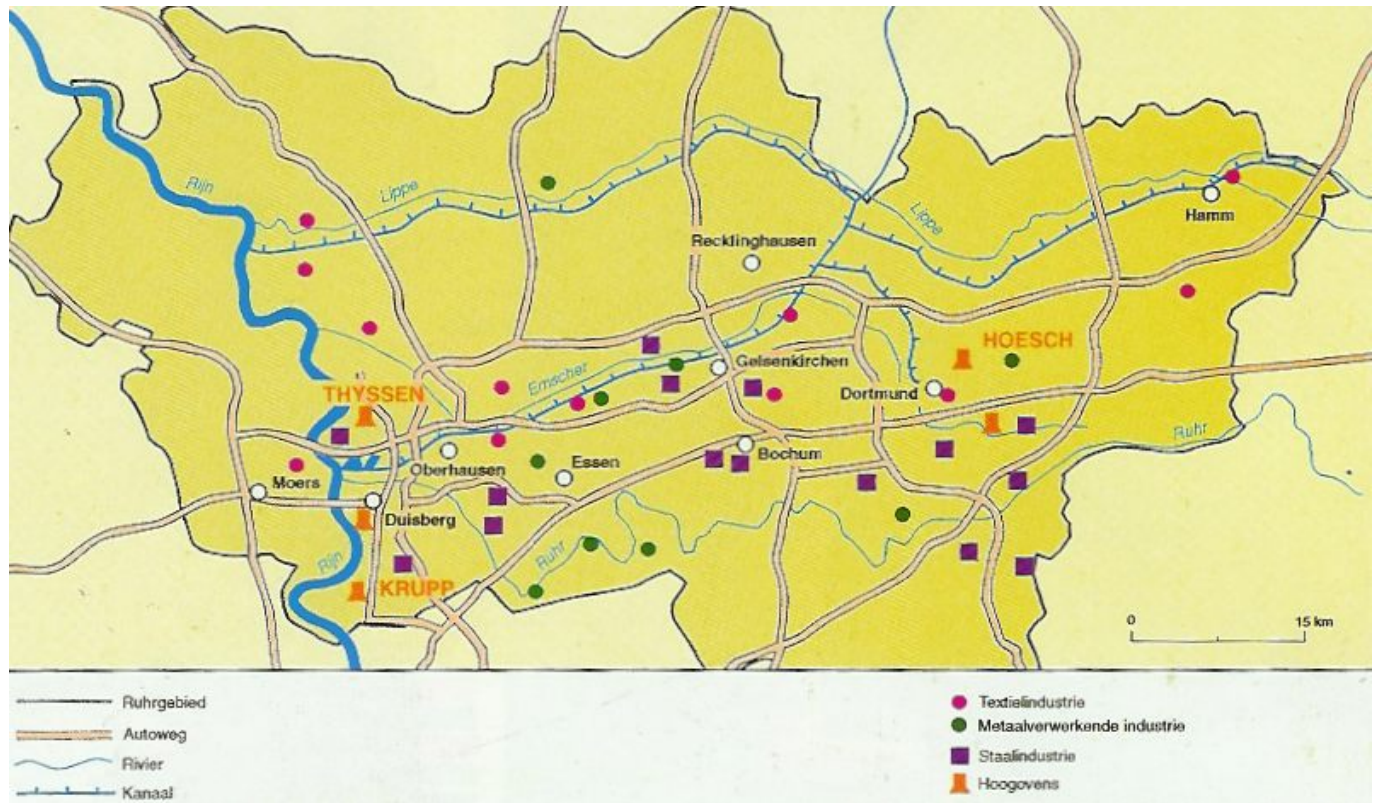 Rijn
Lippe
Lippe
Hamm
Recklinghausen
HOESCH
Gelsenkirchen
Emscher
THYSSEN
Dortmund
Ruhr
Bochum
Oberhausen
Essen
Moers
Duisberg
Ruhr
Rijn
KRUPP
0 15 km
Ruhrgebied
Autoweg
Rivier
Kanaal
Textielindustrie
Metaalverwerkende industrie
Staalindustrie
Hoogovens